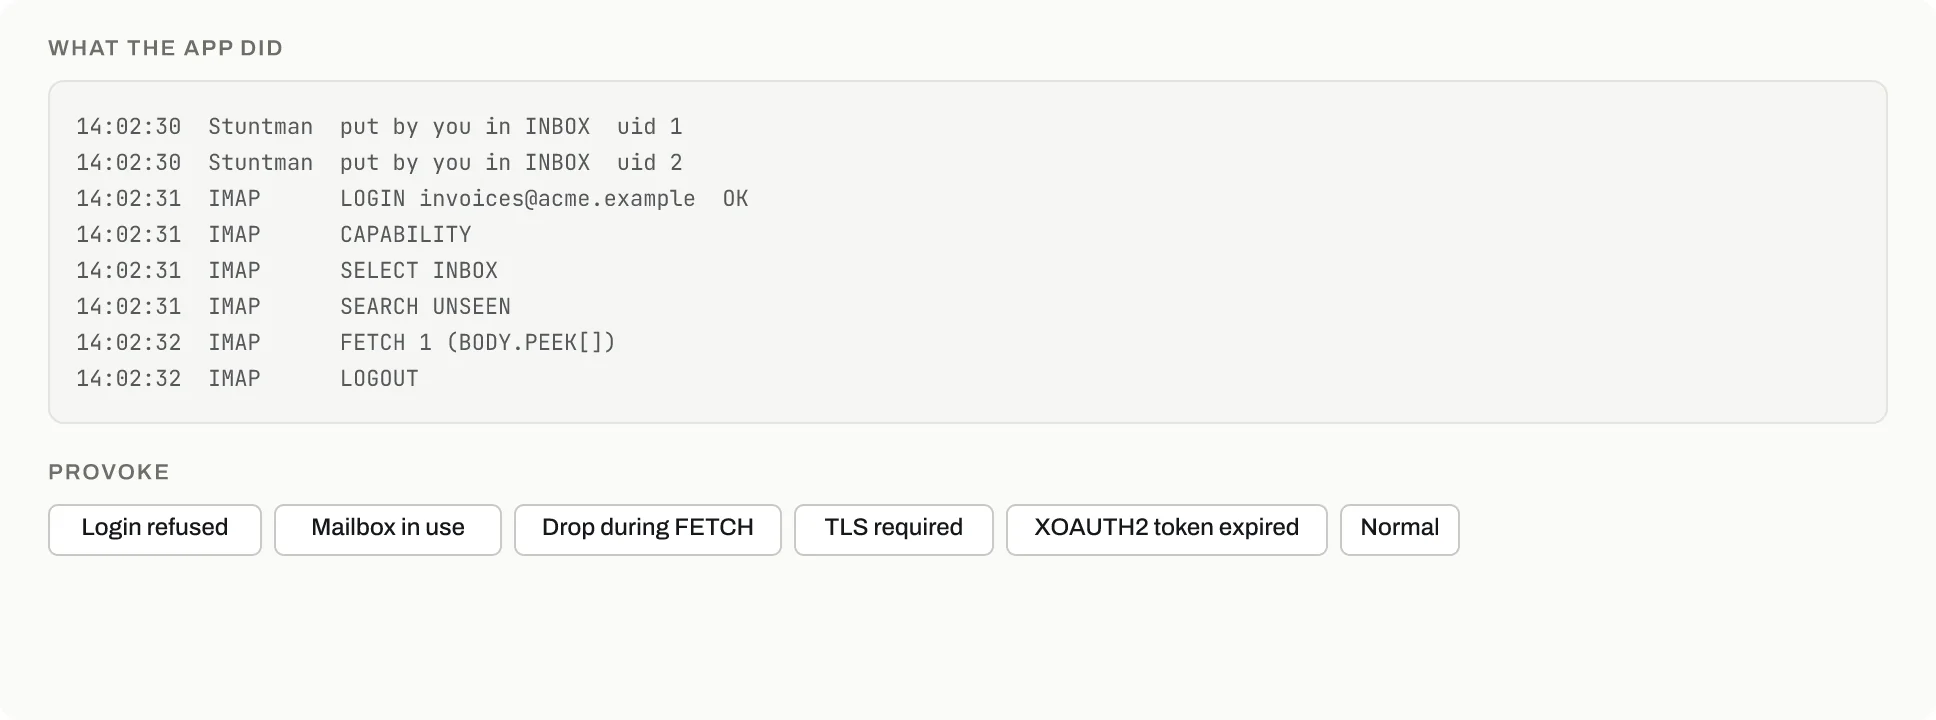 WHAT THE APP DID
14:02:30  Stuntman  put by you in INBOX  uid 1
14:02:30  Stuntman  put by you in INBOX  uid 2
14:02:31  IMAP      LOGIN invoices@acme.example  OK
14:02:31  IMAP      CAPABILITY
14:02:31  IMAP      SELECT INBOX
14:02:31  IMAP      SEARCH UNSEEN
14:02:32  IMAP      FETCH 1 (BODY.PEEK[])
14:02:32  IMAP      LOGOUT
PROVOKE
Login refused  Mailbox in use  Drop during FETCH  TLS required  XOAUTH2 token expired  Normal